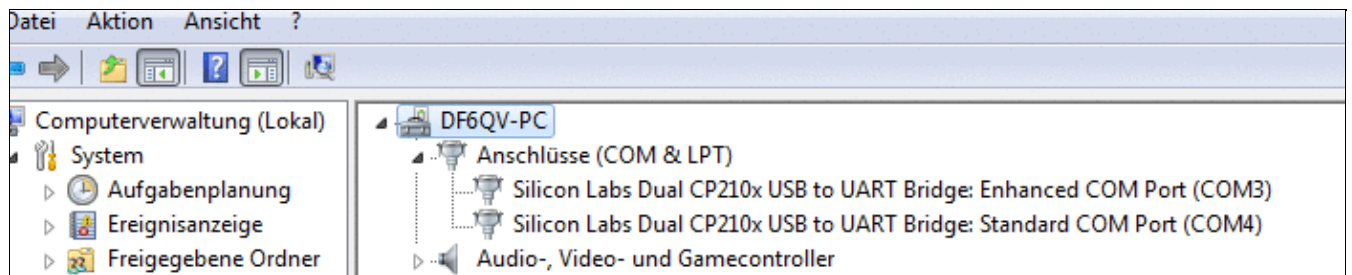 Datei Aktion Ansicht ?
Computerverwaltung (Lokal)
System
Aufgabenplanung
Ereignisanzeige
Freigegebene Ordner
DF6QV-PC
Anschlüsse (COM & LPT)
Silicon Labs Dual CP210x USB to UART Bridge: Enhanced COM Port (COM3)
Silicon Labs Dual CP210x USB to UART Bridge: Standard COM Port (COM4)
Audio-, Video- und Gamecontroller